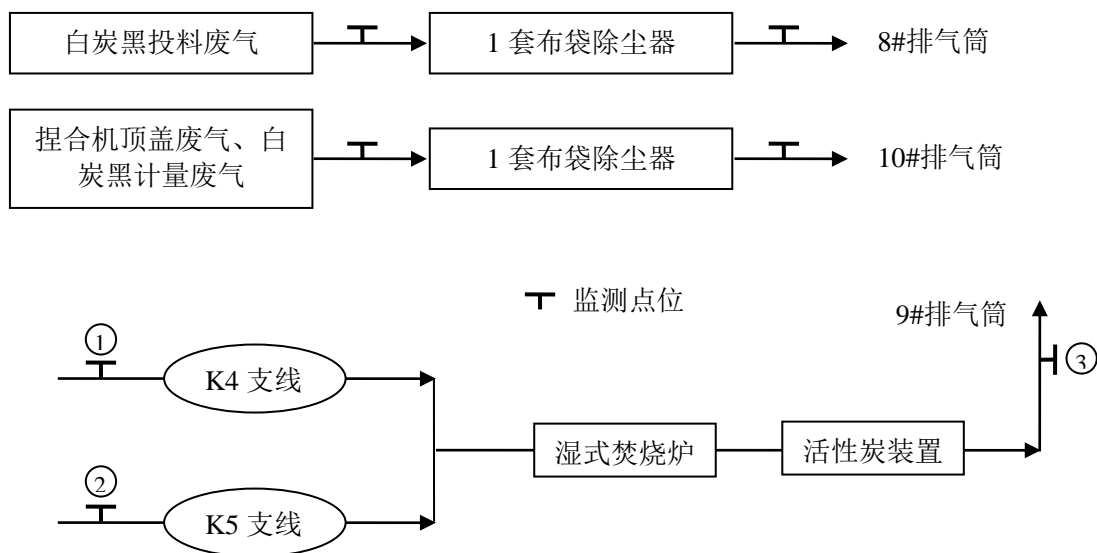 白炭黑投料废气
1 套布袋除尘器
8#排气筒
捏合机顶盖废气、白
炭黑计量废气
1 套布袋除尘器
10#排气筒
监测点位
9#排气筒
①
K4 支线
③
湿式焚烧炉
活性炭装置
②
K5 支线